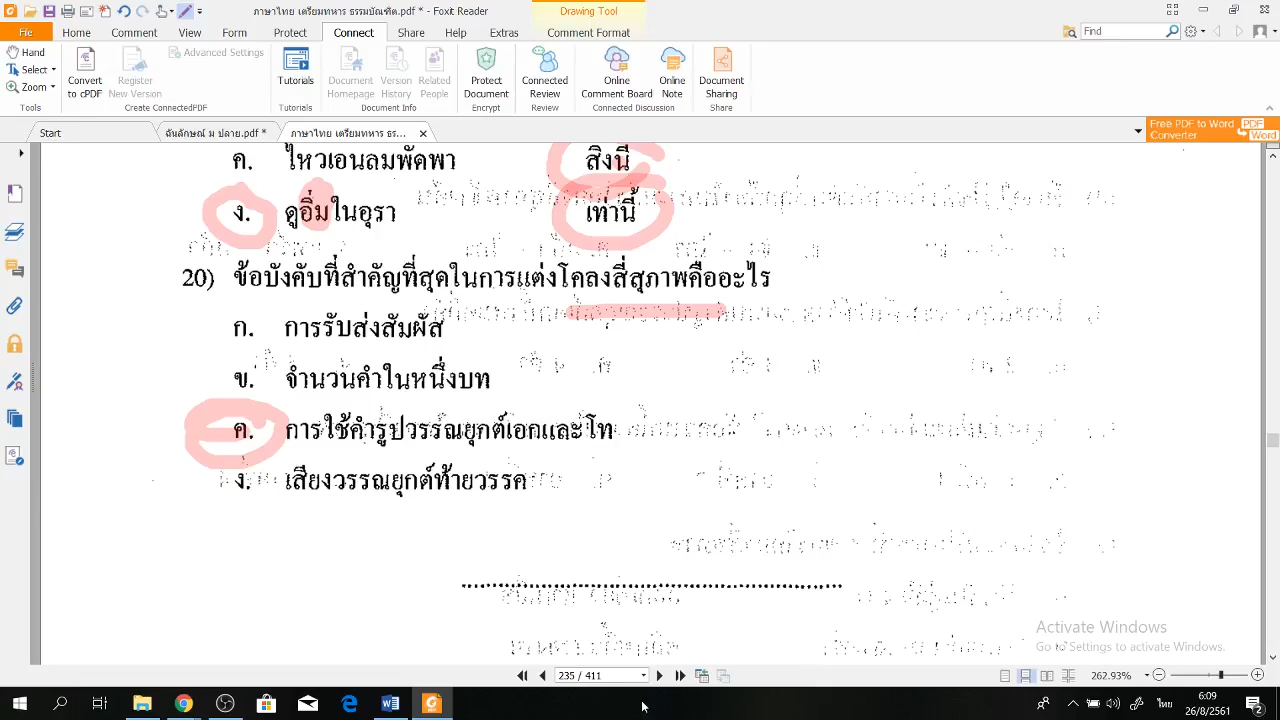 ภาษาไทย เตรียมทหาร ธรรมบัณฑิต.pdf * - Foxit Reader
Drawing Tool
File Home Comment View Form Protect Connect Share Help Extras Comment Format Find
Hand
Select
Zoom
Tools
Convert to cPDF
Register New Version
Advanced Settings
Create ConnectedPDF
Tutorials
Tutorials
Document Homepage
Version History
Related People
Document Info
Protect Document
Encrypt
Connected Review
Review
Online Comment Board
Online Note
Connected Discussion
Document Sharing
Share
Start
ฉันลักษณ์ ม ปลาย.pdf *
ภาษาไทย เตรียมทหาร ธร...
Free PDF to Word Converter
PDF
Word
ค. ไหวเอนลมพัดพา สิ่งนี้
ง. ดูอิ่มในอุรา เท่านี้
20) ข้อบังคับที่สำคัญที่สุดในการแต่งโคลงสี่สุภาพคืออะไร
ก. การรับส่งสัมผัส
ข. จำนวนคำในหนึ่งบท
ค. การใช้คำรูปวรรณยุกต์เอกและโท
ง. เสียงวรรณยุกต์ท้ายวรรค
Activate Windows
Go to Settings to activate Windows.
235 / 411
262.93%
ไทย
6:09
26/8/2561
2